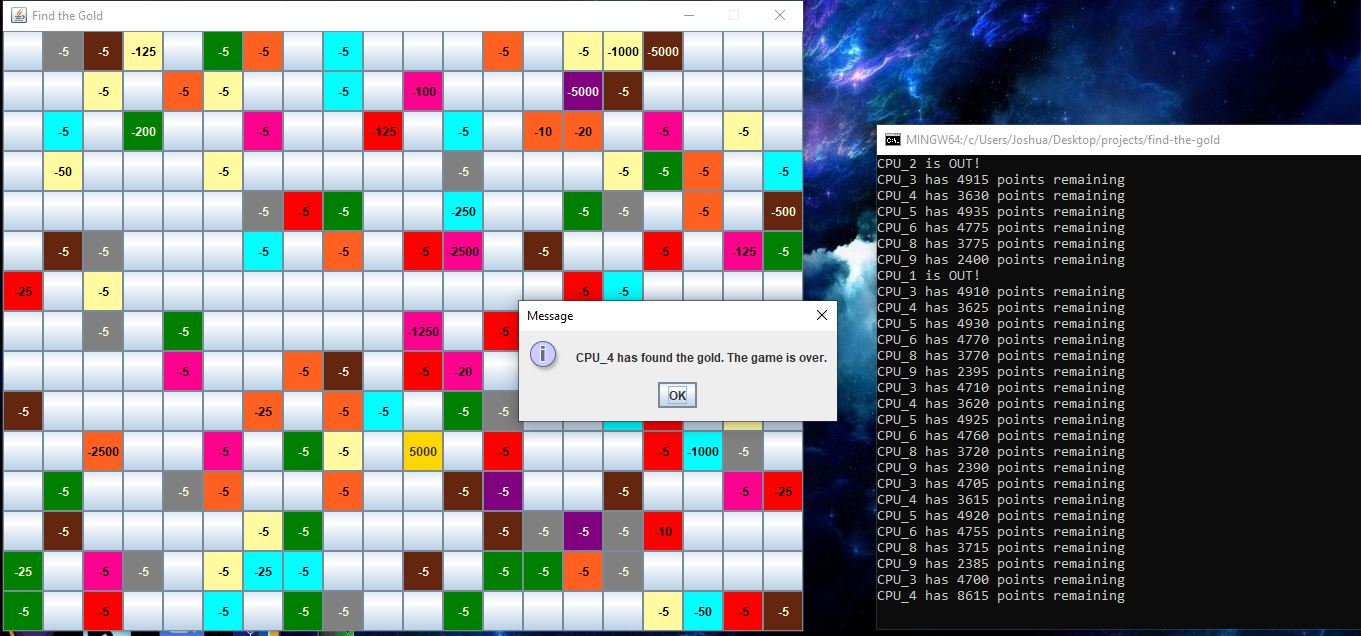 Find the Gold
-5 -5 -125 -5 -5 -5 -5 -5 -1000 -5000
-5 -5 -5 -5 -100 -5000 -5
-5 -200 -5 -125 -5 -10 -20 -5 -5
-50 -5 -5 -5 -5 -5 -5
-5 -5 -5 -250 -5 -5 -5 -500
-5 -5 -5 -5 -5 -2500 -5 -5 -125 -5
-25 -5 -5 -5
-5 -5 -1250 -5
-5 -5 -5 -5 -20
-5 -25 -5 -5 -5 -5
-2500 -5 -5 -5 5000 -5 -5 -1000 -5
-5 -5 -5 -5 -5 -5 -5 -5 -25
-5 -5 -5 -5 -5 -5 -5 -10
-25 -5 -5 -5 -25 -5 -5 -5 -5 -5 -5
-5 -5 -5 -5 -5 -5 -5 -50 -5 -5
Message
CPU_4 has found the gold. The game is over.
OK
MINGW64:/c/Users/Joshua/Desktop/projects/find-the-gold
CPU_2 is OUT!
CPU_3 has 4915 points remaining
CPU_4 has 3630 points remaining
CPU_5 has 4935 points remaining
CPU_6 has 4775 points remaining
CPU_8 has 3775 points remaining
CPU_9 has 2400 points remaining
CPU_1 is OUT!
CPU_3 has 4910 points remaining
CPU_4 has 3625 points remaining
CPU_5 has 4930 points remaining
CPU_6 has 4770 points remaining
CPU_8 has 3770 points remaining
CPU_9 has 2395 points remaining
CPU_3 has 4710 points remaining
CPU_4 has 3620 points remaining
CPU_5 has 4925 points remaining
CPU_6 has 4760 points remaining
CPU_8 has 3720 points remaining
CPU_9 has 2390 points remaining
CPU_3 has 4705 points remaining
CPU_4 has 3615 points remaining
CPU_5 has 4920 points remaining
CPU_6 has 4755 points remaining
CPU_8 has 3715 points remaining
CPU_9 has 2385 points remaining
CPU_3 has 4700 points remaining
CPU_4 has 8615 points remaining